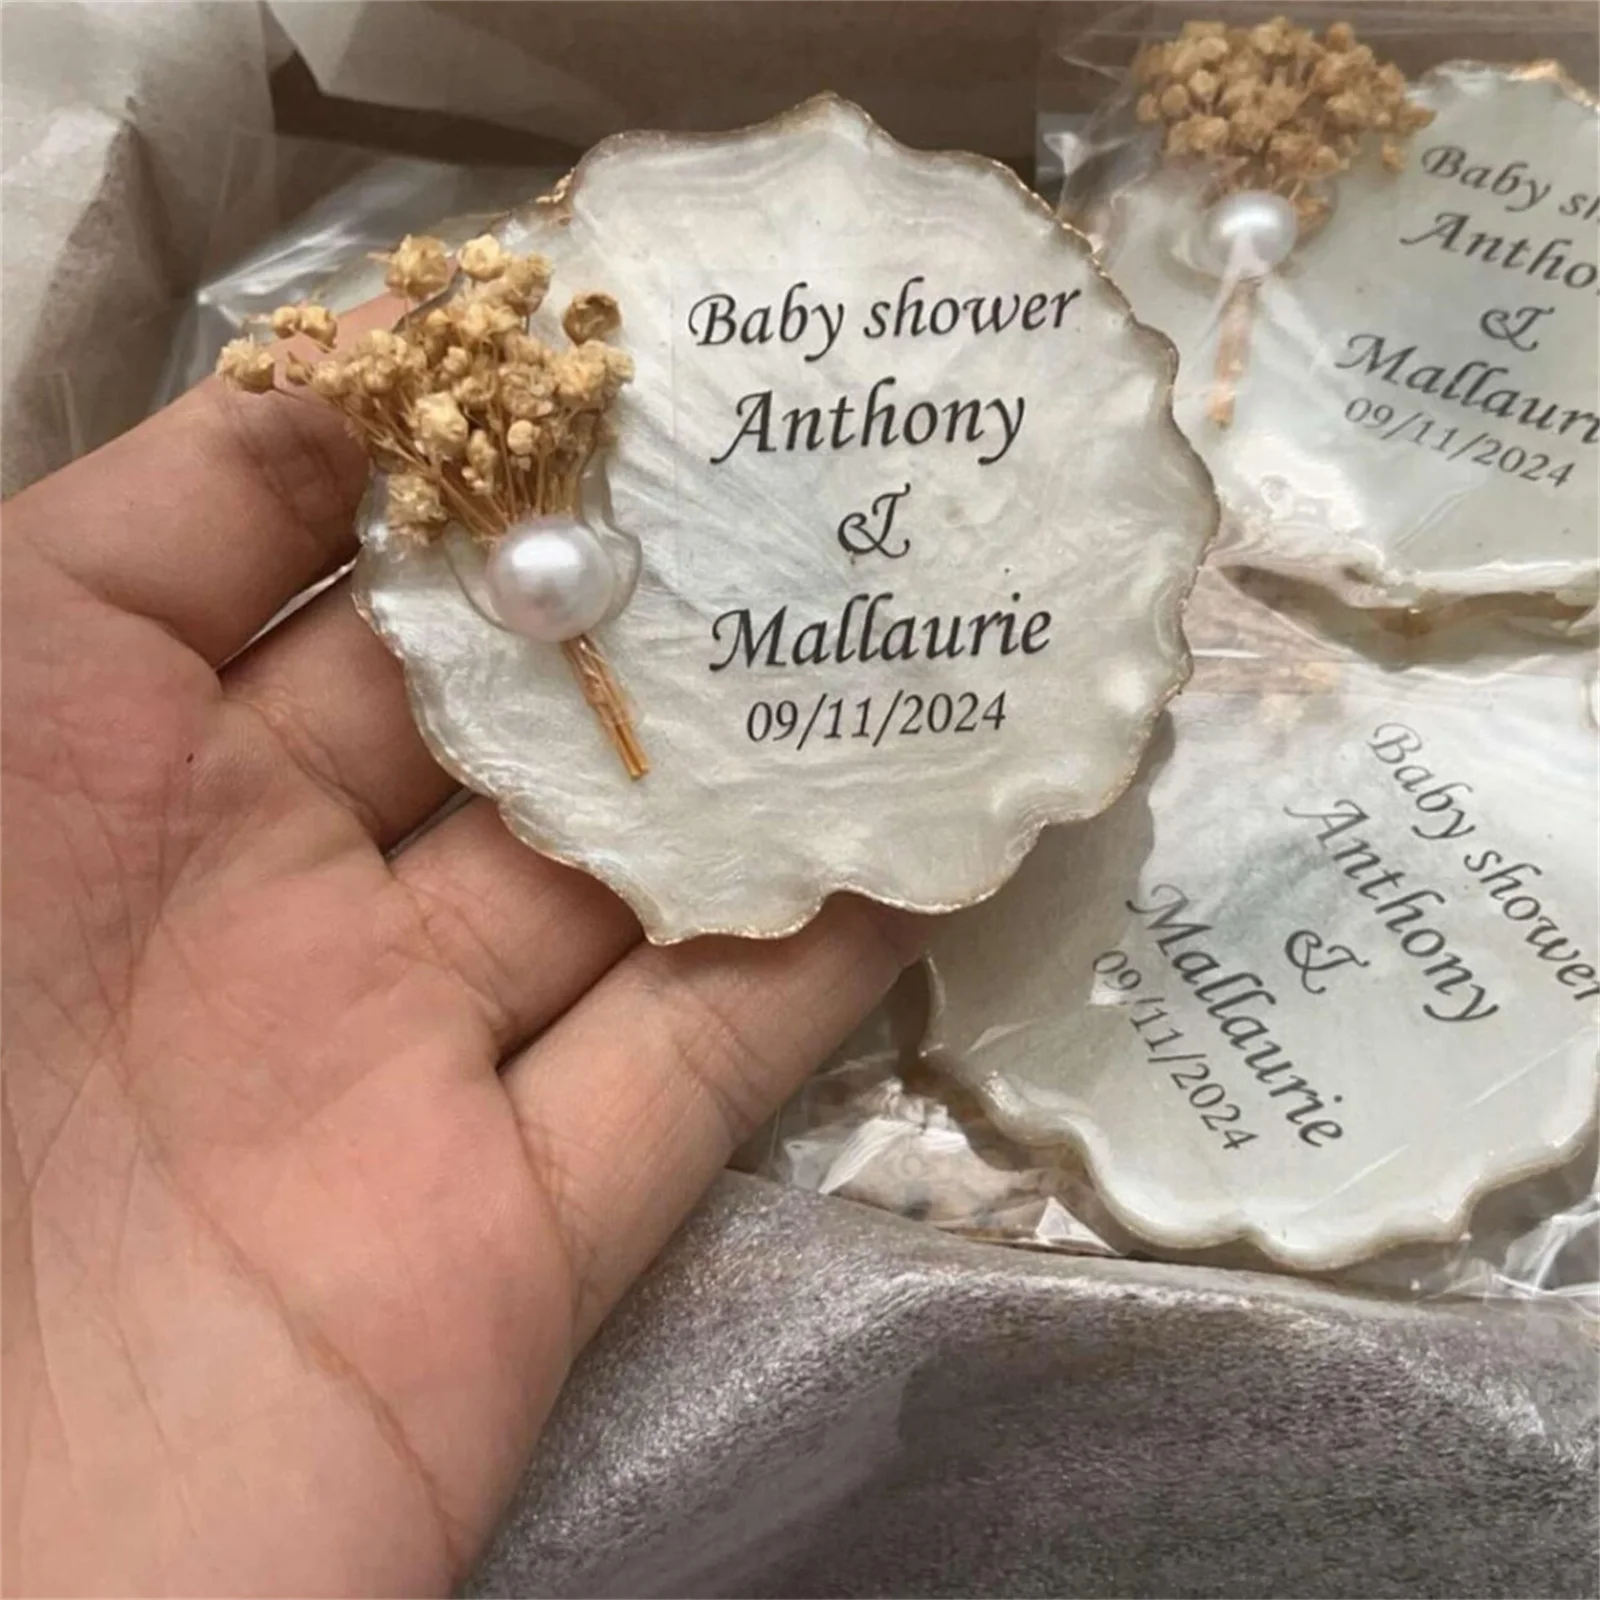 Baby shower
Anthony
&
Mallaurie
09/11/2024
Baby sh
Antho
&
Mallauri
09/11/2024
Baby shower
Anthony
&
Mallaurie
09/11/2024